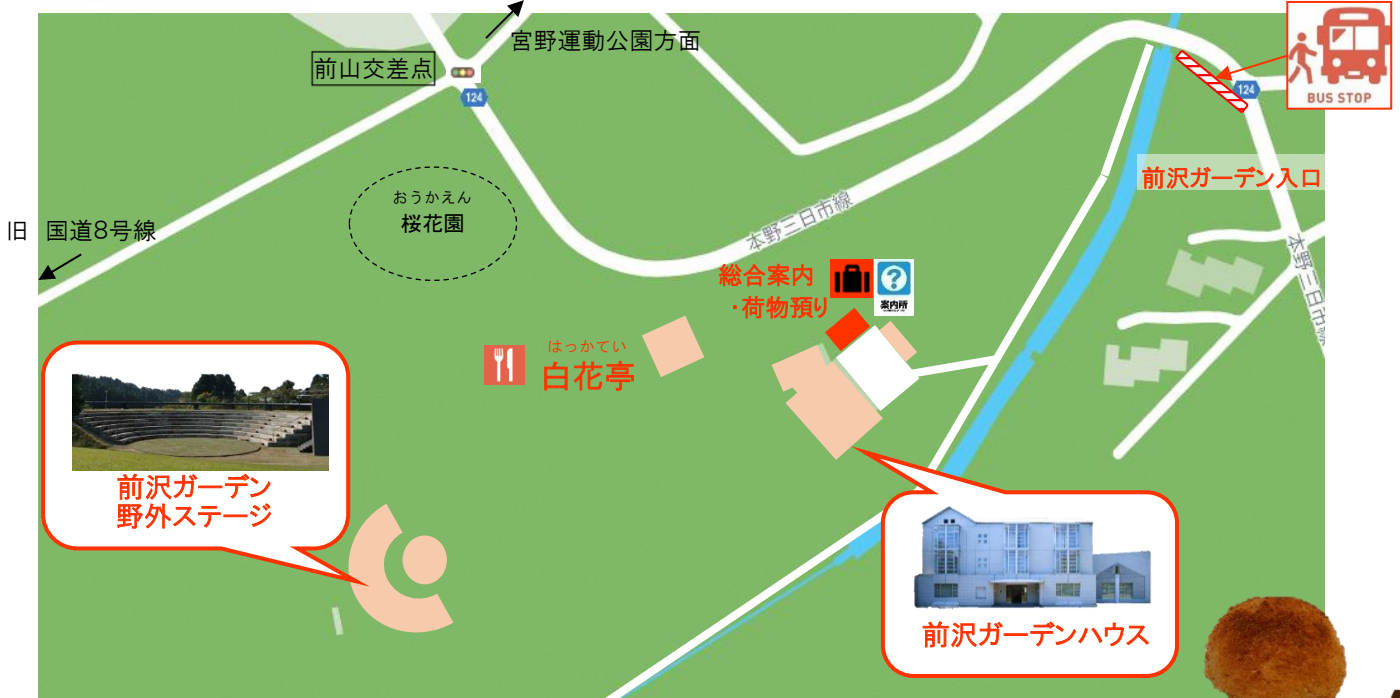 宮野運動公園方面
前山交差点
124
BUS STOP
124
前沢ガーデン入口
おうかえん
桜花園
旧 国道8号線
本野三日市線
本野三日市線
総合案内
・荷物預り
?
案内所
はっかてい
白花亭
前沢ガーデン
野外ステージ
前沢ガーデンハウス